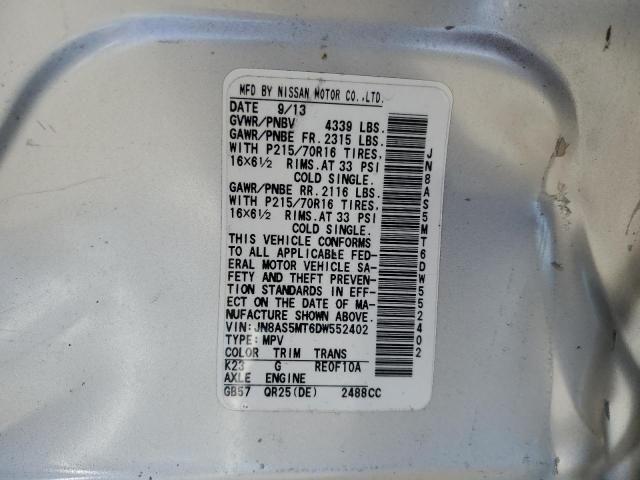 MFD BY NISSAN MOTOR CO.,LTD.
DATE 9/13
GVWR/PNBV 4339 LBS.
GAWR/PNBE FR. 2315 LBS.
WITH P215/70R16 TIRES,
16X6½ RIMS.AT 33 PSI
COLD SINGLE.
GAWR/PNBE RR. 2116 LBS.
WITH P215/70R16 TIRES,
16X6½ RIMS.AT 33 PSI
COLD SINGLE.
THIS VEHICLE CONFORMS
TO ALL APPLICABLE FED-
ERAL MOTOR VEHICLE SA-
FETY AND THEFT PREVEN-
TION STANDARDS IN EFF-
ECT ON THE DATE OF MA-
NUFACTURE SHOWN ABOVE.
VIN:JN8AS5MT6DW552402
TYPE:MPV
COLOR TRIM TRANS
K23 G RE0F10A
AXLE ENGINE
GB57 QR25(DE) 2488CC
JN8AS5MT6DW552402